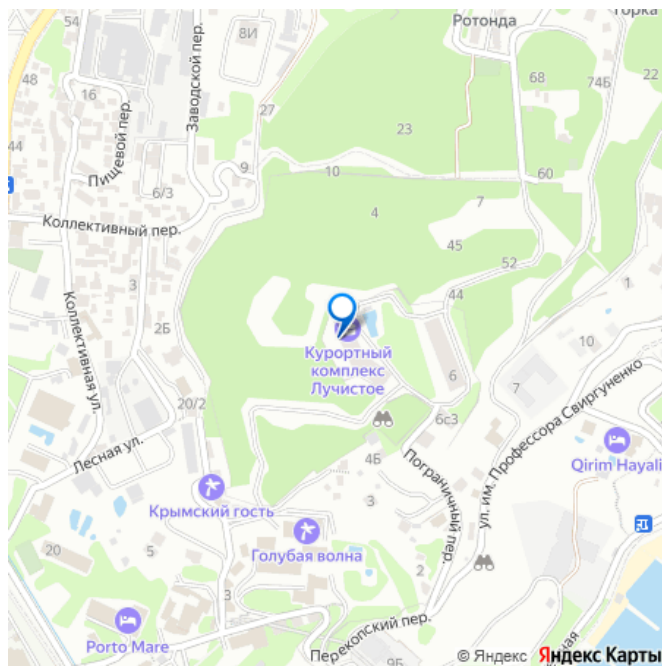 54
Ротонда
Горка
8И
48
16
Заводской пер.
68
74Б
22
27
23
44
Пищевой пер.
9
10
60
6/3
4
7
Коллективный пер.
45
52
3
1
44
Коллективная ул.
2Б
10
Курортный
комплекс
Лучистое
6
7
20/2
6с3
ул. им. Профессора Свиргуненко
Лесная ул.
4Б
Пограничный пер.
Qirim Hayali
Крымский гость
3
Голубая волна
20
5
2
3
Porto Mare
Перекопский пер.
9Б
© Яндекс Яндекс Карты